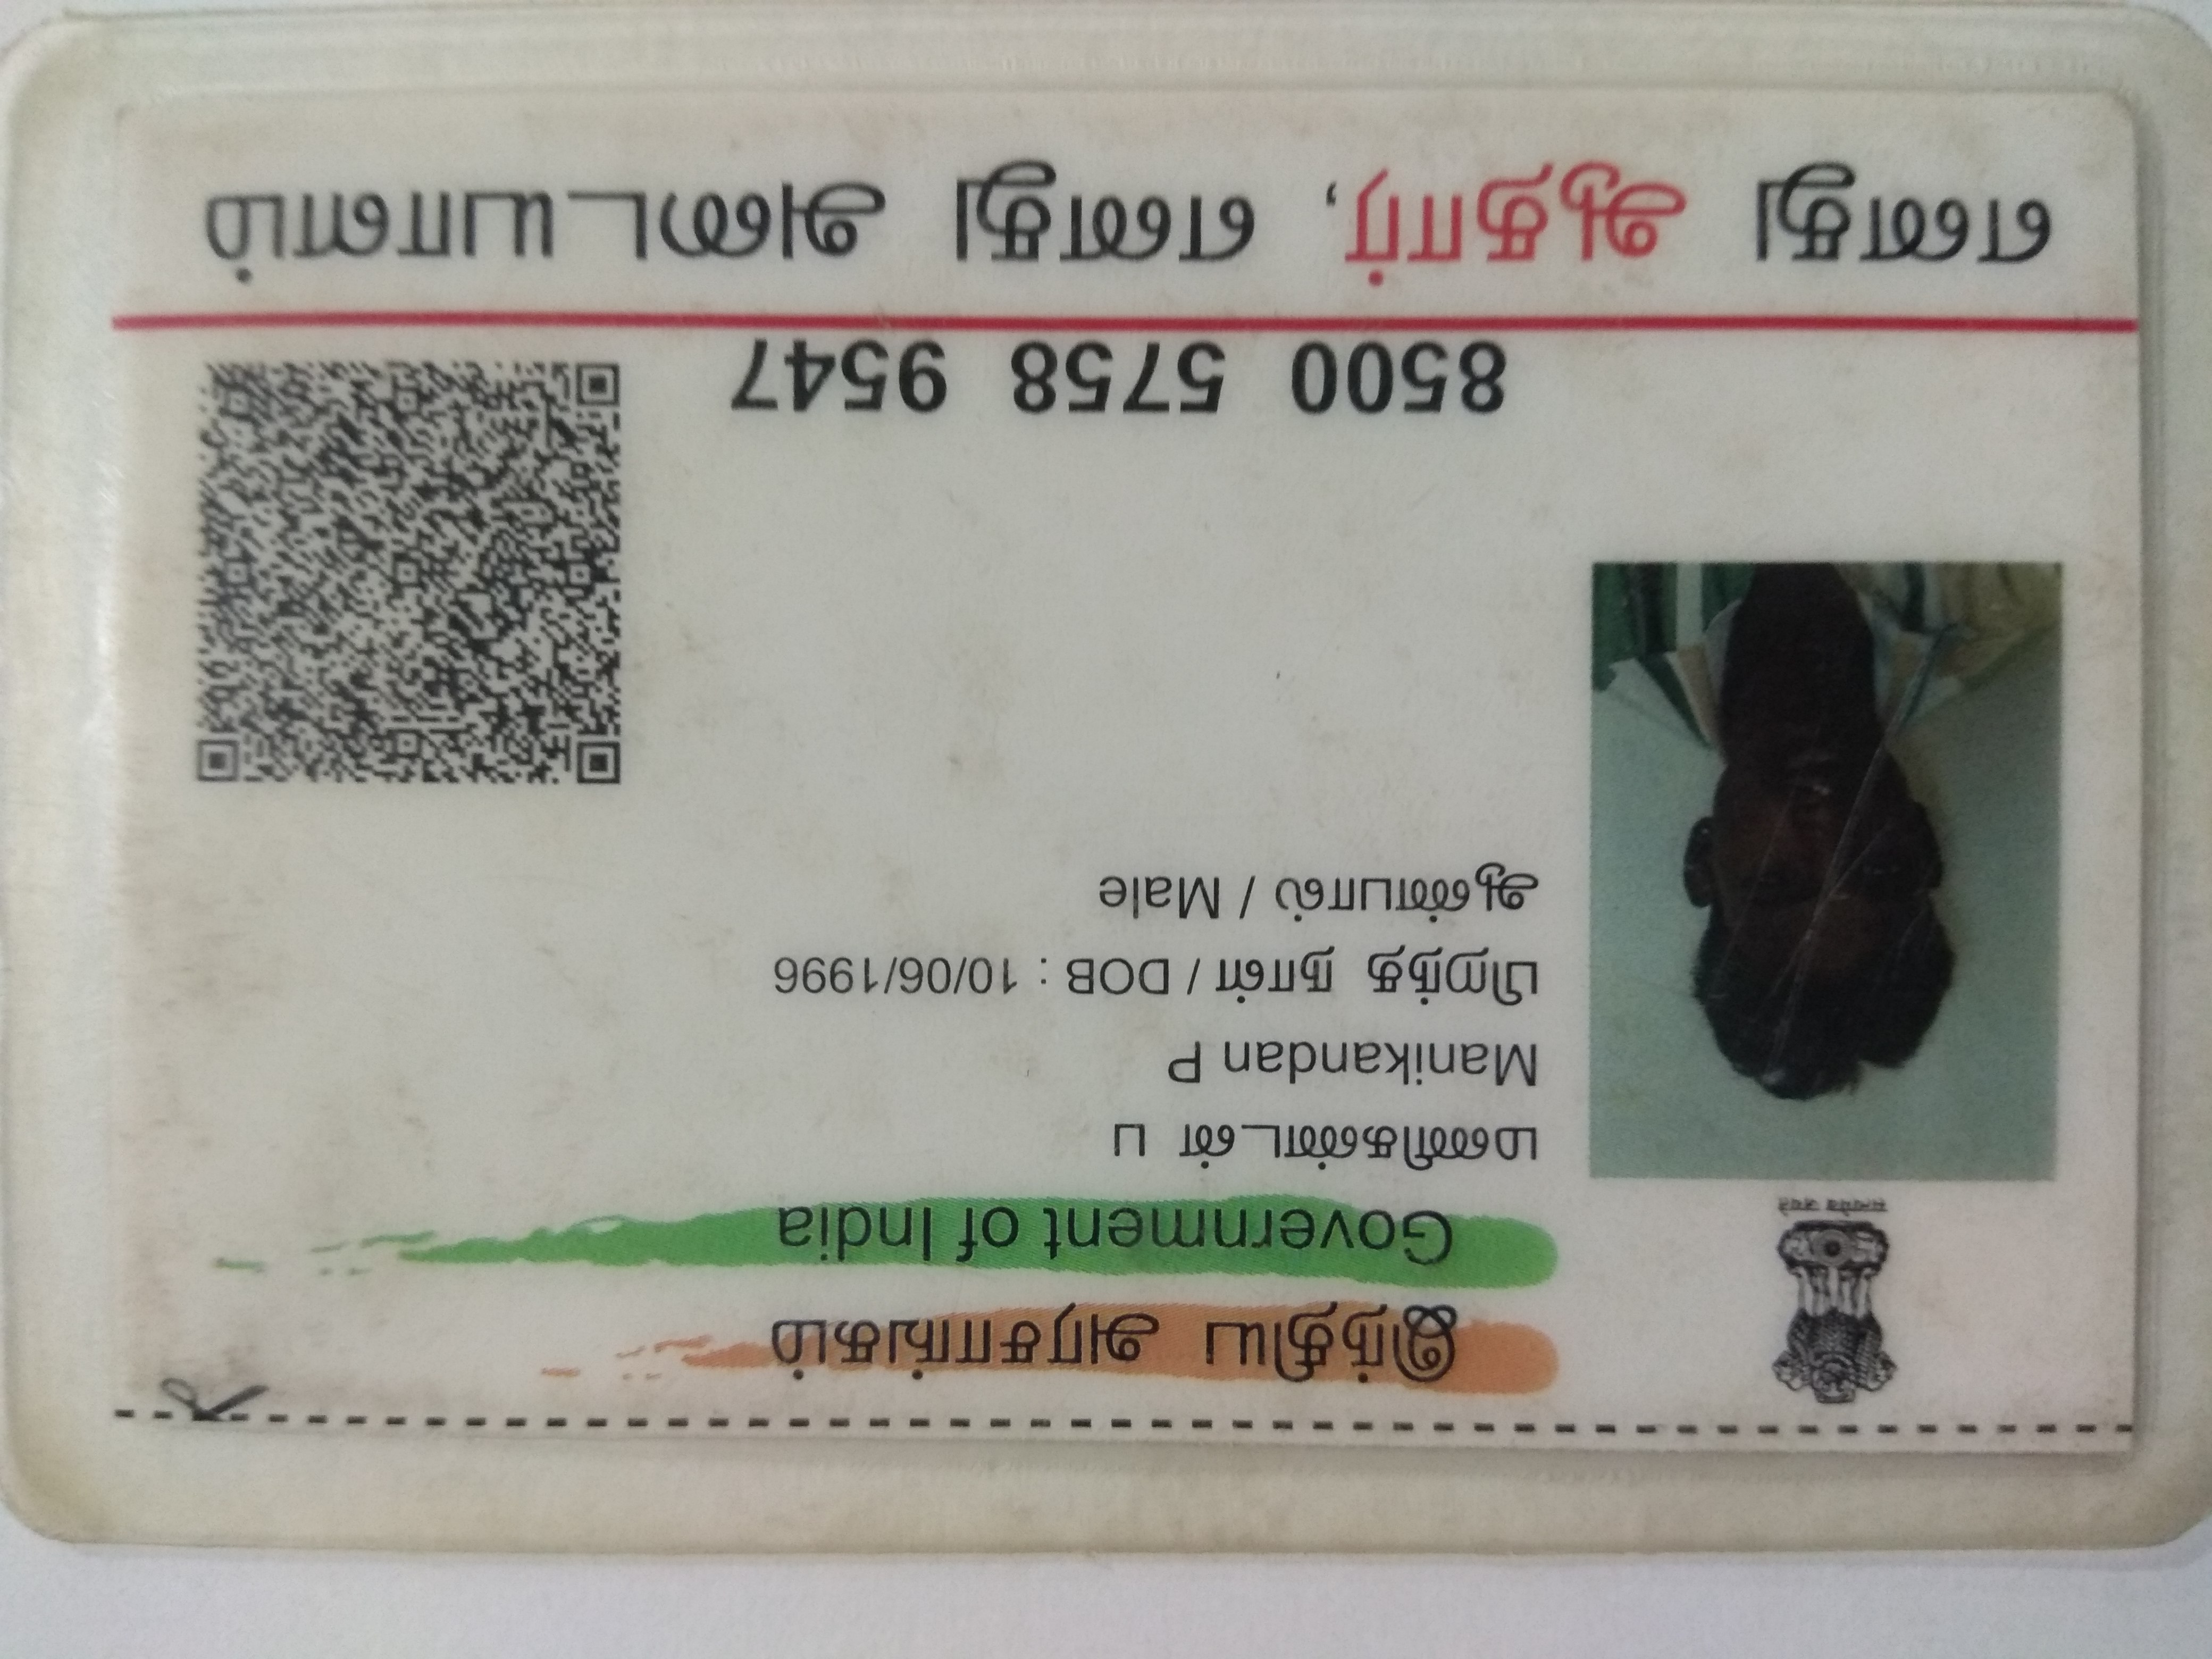 இந்திய அரசாங்கம்
Government of India
மணிகண்டன் ப
Manikandan P
பிறந்த நாள் / DOB : 10/06/1996
ஆண்பால் / Male
8500 5758 9547
எனது ஆதார், எனது அடையாளம்